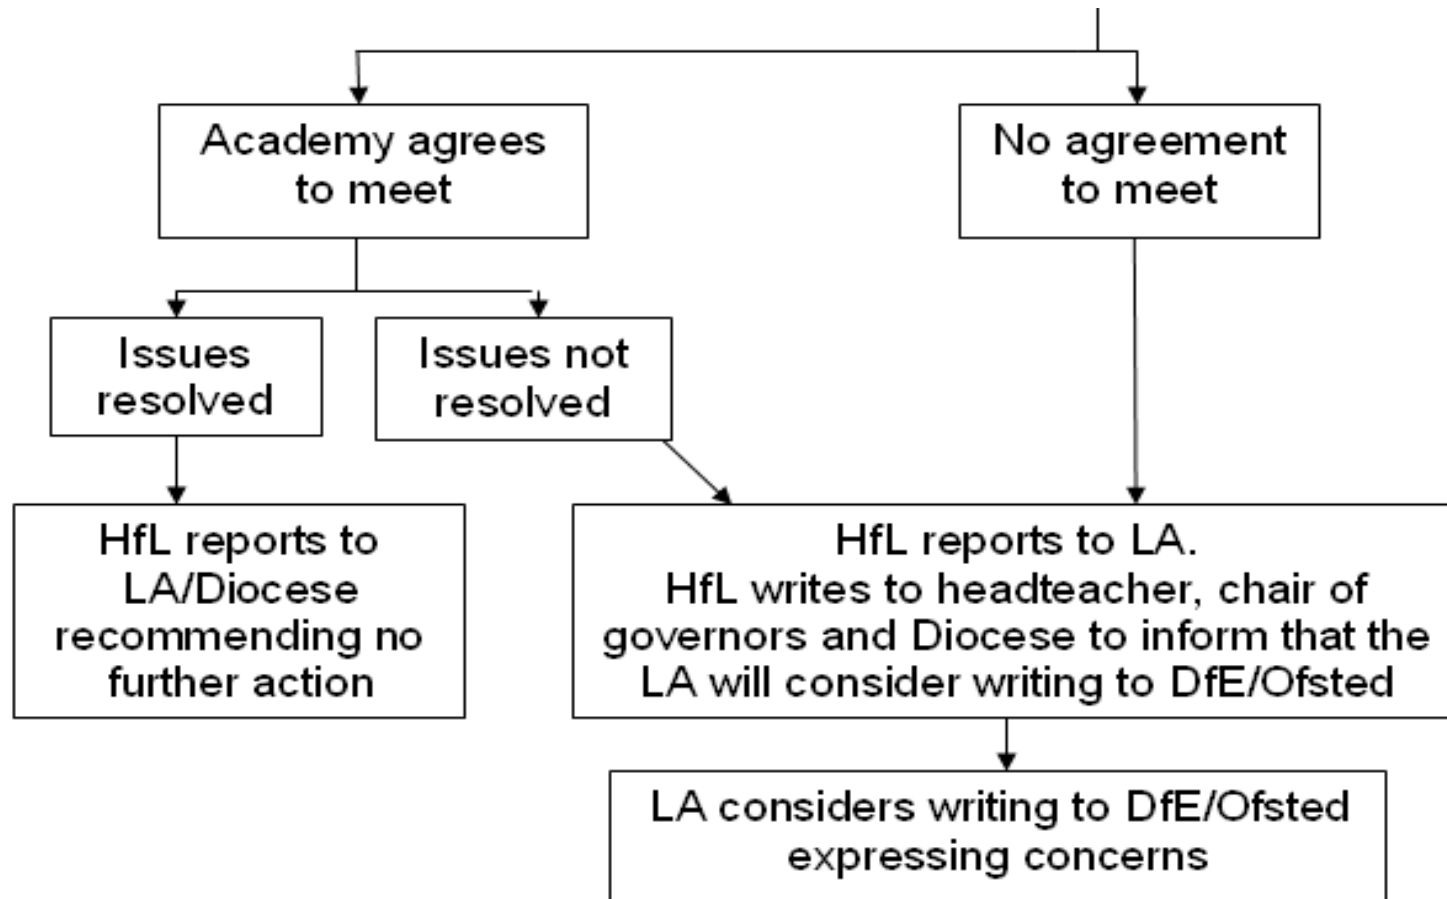 Academy agrees
to meet
No agreement
to meet
Issues
resolved
Issues not
resolved
HfL reports to
LA/Diocese
recommending no
further action
HfL reports to LA.
HfL writes to headteacher, chair of
governors and Diocese to inform that the
LA will consider writing to DfE/Ofsted
LA considers writing to DfE/Ofsted
expressing concerns